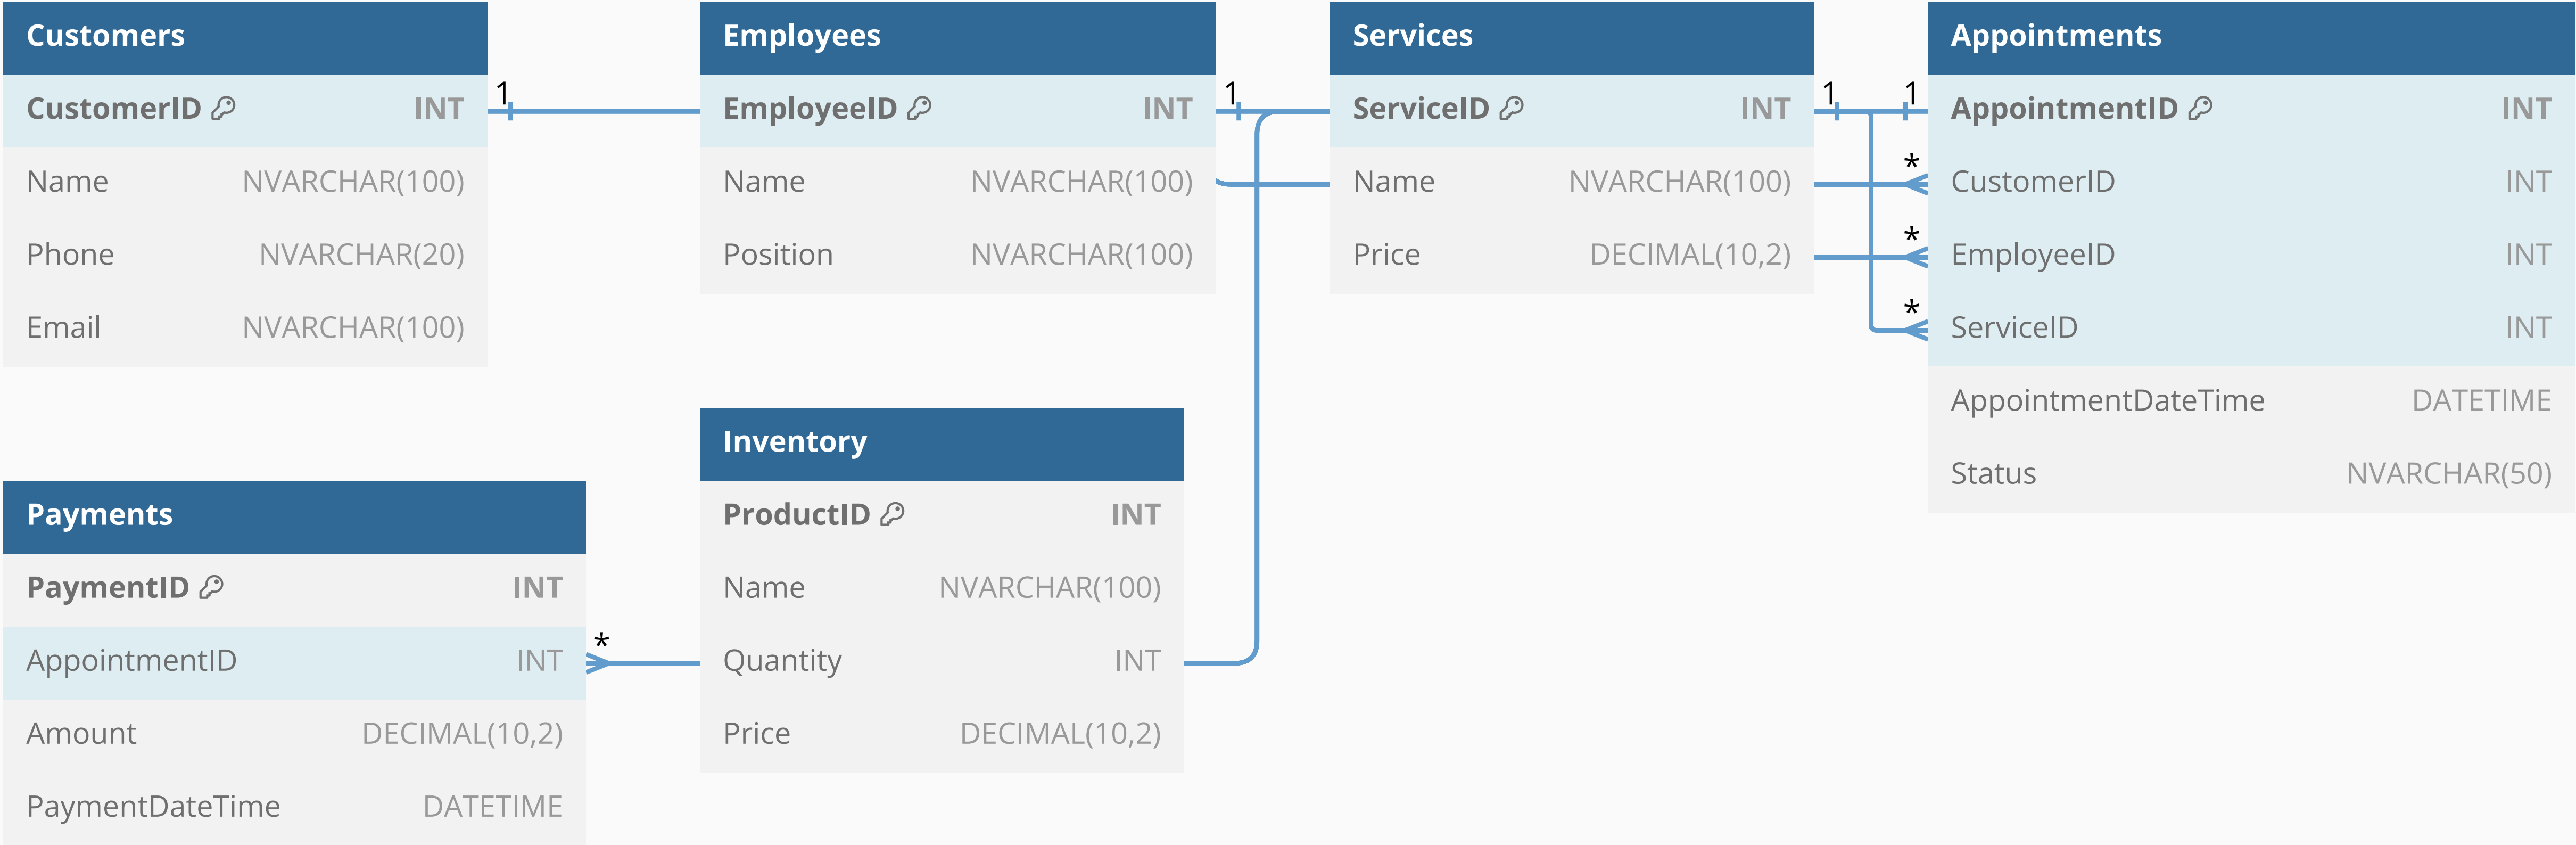 Customers
CustomerID INT
Name NVARCHAR(100)
Phone NVARCHAR(20)
Email NVARCHAR(100)
1
Employees
EmployeeID INT
Name NVARCHAR(100)
Position NVARCHAR(100)
1
Services
ServiceID INT
Name NVARCHAR(100)
Price DECIMAL(10,2)
1 1
*
*
*
Appointments
AppointmentID INT
CustomerID INT
EmployeeID INT
ServiceID INT
AppointmentDateTime DATETIME
Status NVARCHAR(50)
Payments
PaymentID INT
AppointmentID INT
Amount DECIMAL(10,2)
PaymentDateTime DATETIME
*
Inventory
ProductID INT
Name NVARCHAR(100)
Quantity INT
Price DECIMAL(10,2)